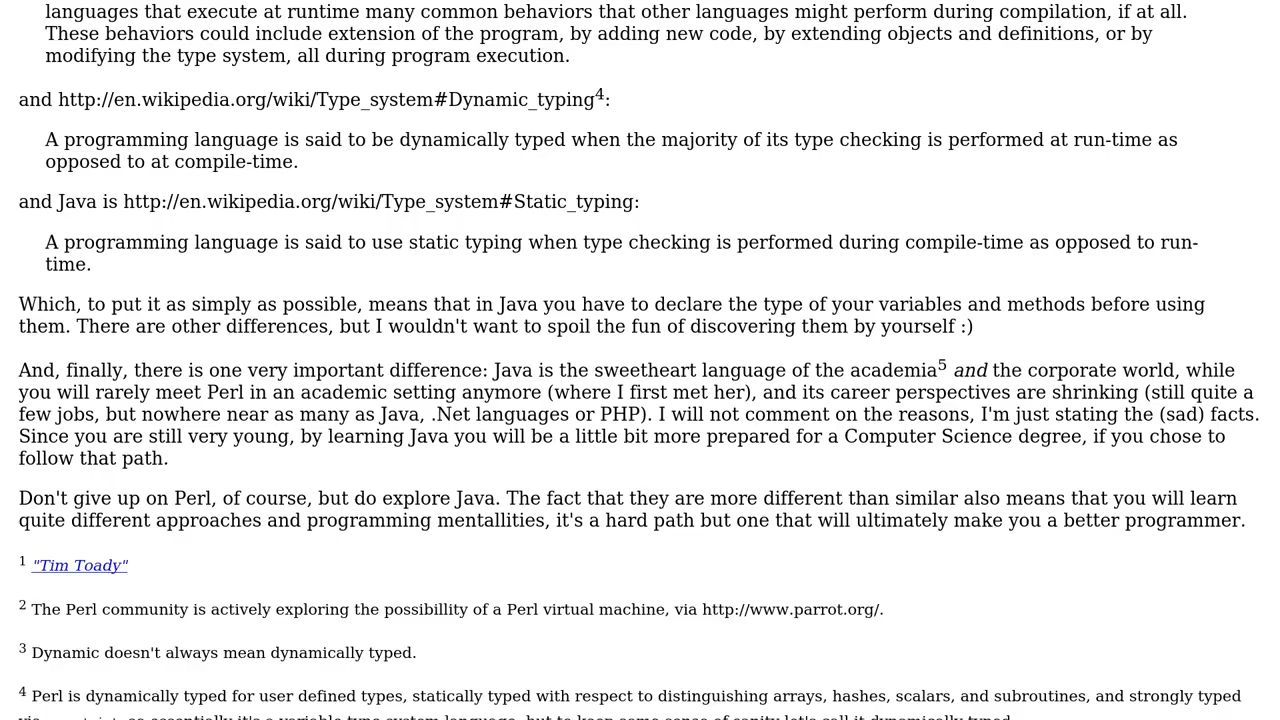 languages that execute at runtime many common behaviors that other languages might perform during compilation, if at all.
These behaviors could include extension of the program, by adding new code, by extending objects and definitions, or by
modifying the type system, all during program execution.
and http://en.wikipedia.org/wiki/Type_system#Dynamic_typing4:
A programming language is said to be dynamically typed when the majority of its type checking is performed at run-time as
opposed to at compile-time.
and Java is http://en.wikipedia.org/wiki/Type_system#Static_typing:
A programming language is said to use static typing when type checking is performed during compile-time as opposed to run-
time.
Which, to put it as simply as possible, means that in Java you have to declare the type of your variables and methods before using
them. There are other differences, but I wouldn't want to spoil the fun of discovering them by yourself :)
And, finally, there is one very important difference: Java is the sweetheart language of the academia5 and the corporate world, while
you will rarely meet Perl in an academic setting anymore (where I first met her), and its career perspectives are shrinking (still quite a
few jobs, but nowhere near as many as Java, .Net languages or PHP). I will not comment on the reasons, I'm just stating the (sad) facts.
Since you are still very young, by learning Java you will be a little bit more prepared for a Computer Science degree, if you chose to
follow that path.
Don't give up on Perl, of course, but do explore Java. The fact that they are more different than similar also means that you will learn
quite different approaches and programming mentallities, it's a hard path but one that will ultimately make you a better programmer.
1 "Tim Toady"
2 The Perl community is actively exploring the possibillity of a Perl virtual machine, via http://www.parrot.org/.
3 Dynamic doesn't always mean dynamically typed.
4 Perl is dynamically typed for user defined types, statically typed with respect to distinguishing arrays, hashes, scalars, and subroutines, and strongly typed